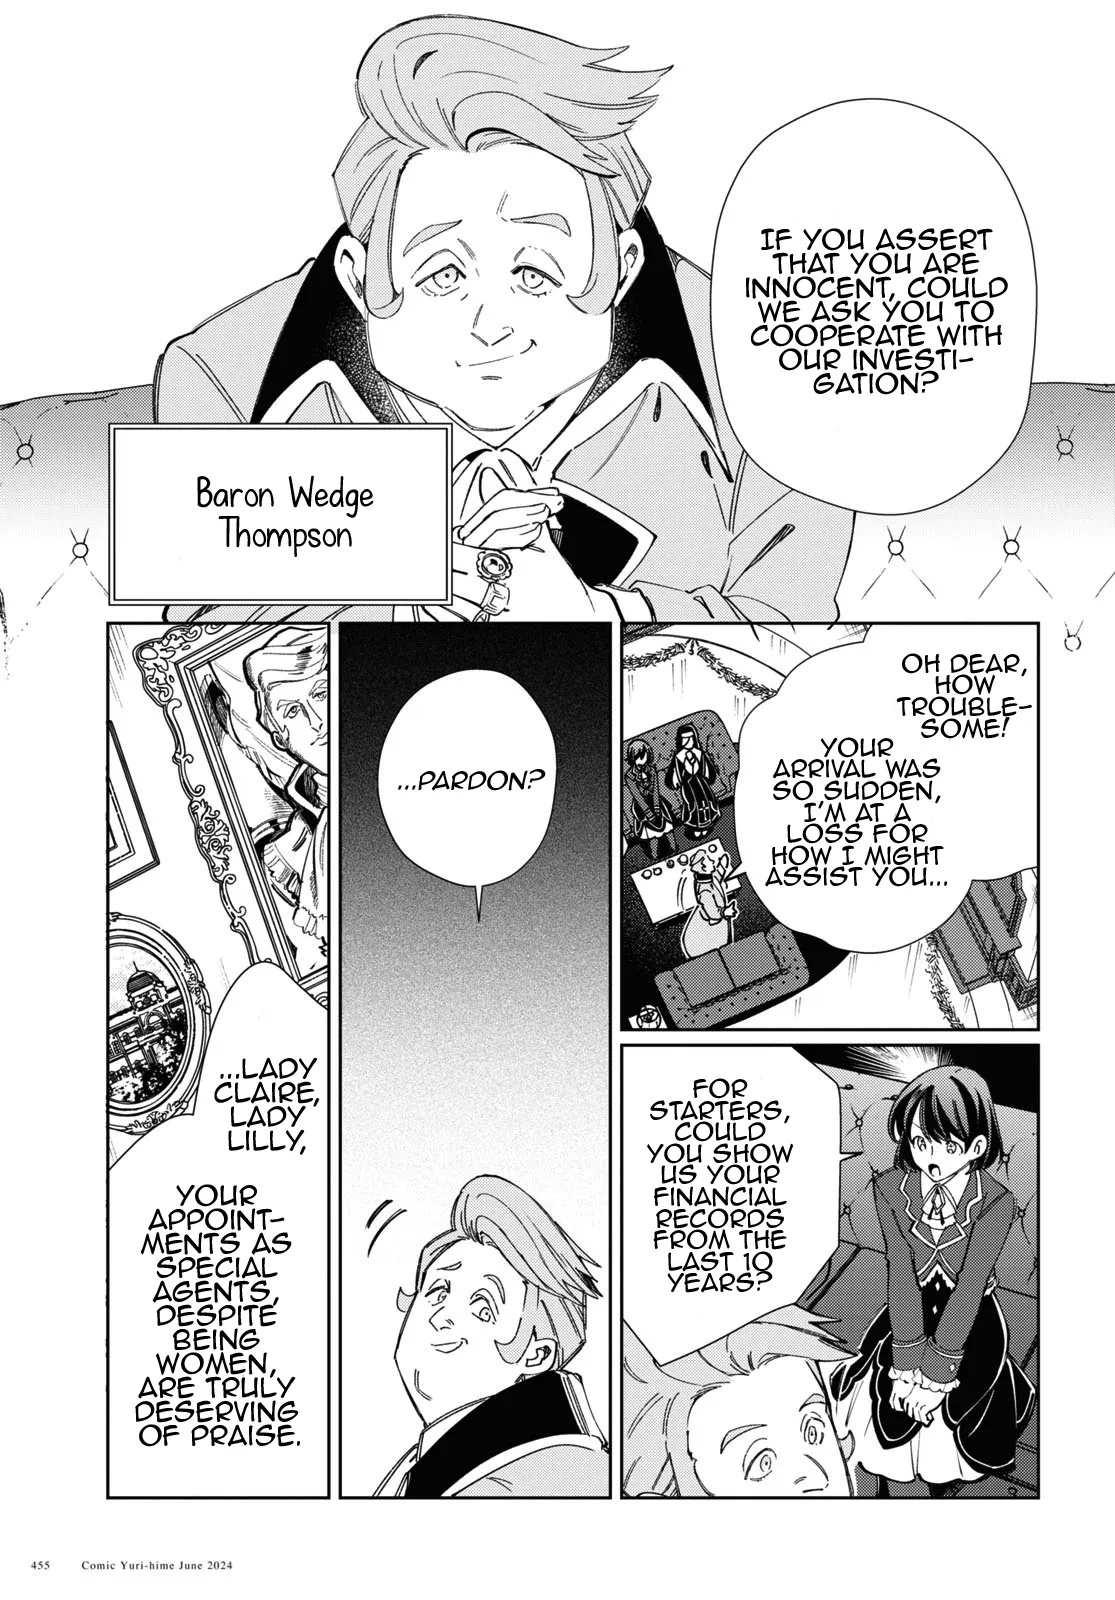 IF YOU ASSERT
THAT YOU ARE
INNOCENT, COULD
WE ASK YOU TO
COOPERATE WITH
OUR INVESTI-
GATION?
Baron Wedge
Thompson
OH DEAR,
HOW
TROUBLE-
SOME!
YOUR
ARRIVAL WAS
SO SUDDEN,
I'M AT A
LOSS FOR
HOW I MIGHT
ASSIST YOU...
FOR
STARTERS,
COULD
YOU SHOW
US YOUR
FINANCIAL
RECORDS
FROM THE
LAST 10
YEARS?
...PARDON?
...LADY
CLAIRE,
LADY
LILLY,
YOUR
APPOINT-
MENTS AS
SPECIAL
AGENTS,
DESPITE
BEING
WOMEN,
ARE TRULY
DESERVING
OF PRAISE.
455 Comic Yuri-hime June 2024